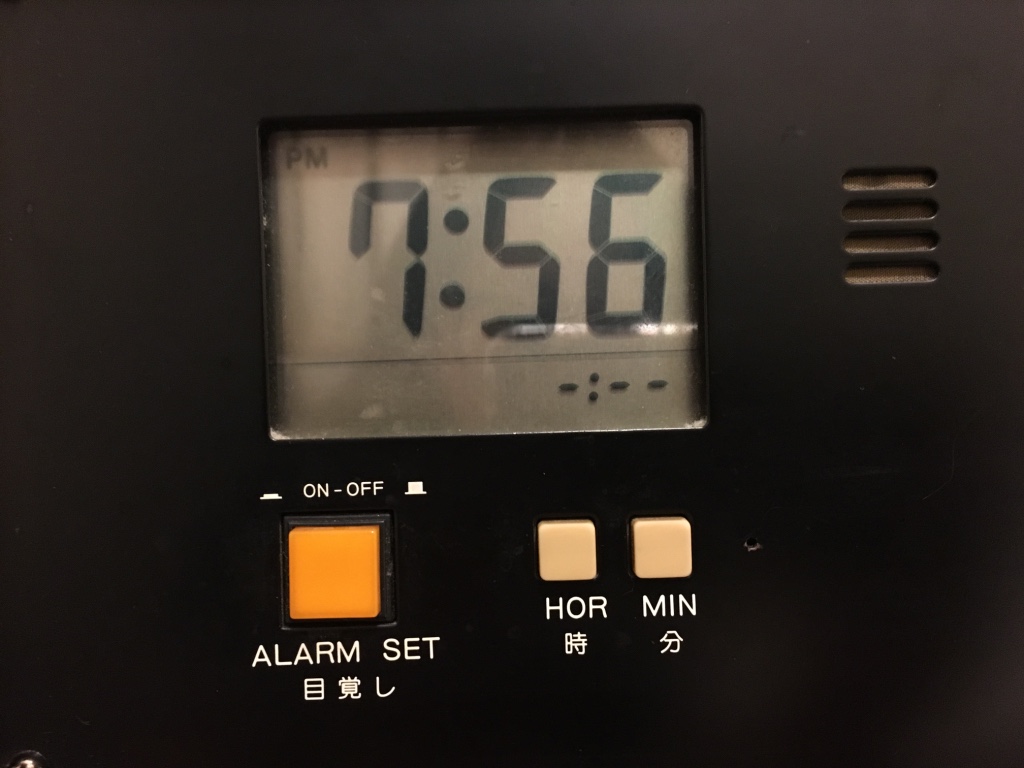 PM
7:56
-:--
ON-OFF
ALARM SET
目覚し
HOR MIN
時 分